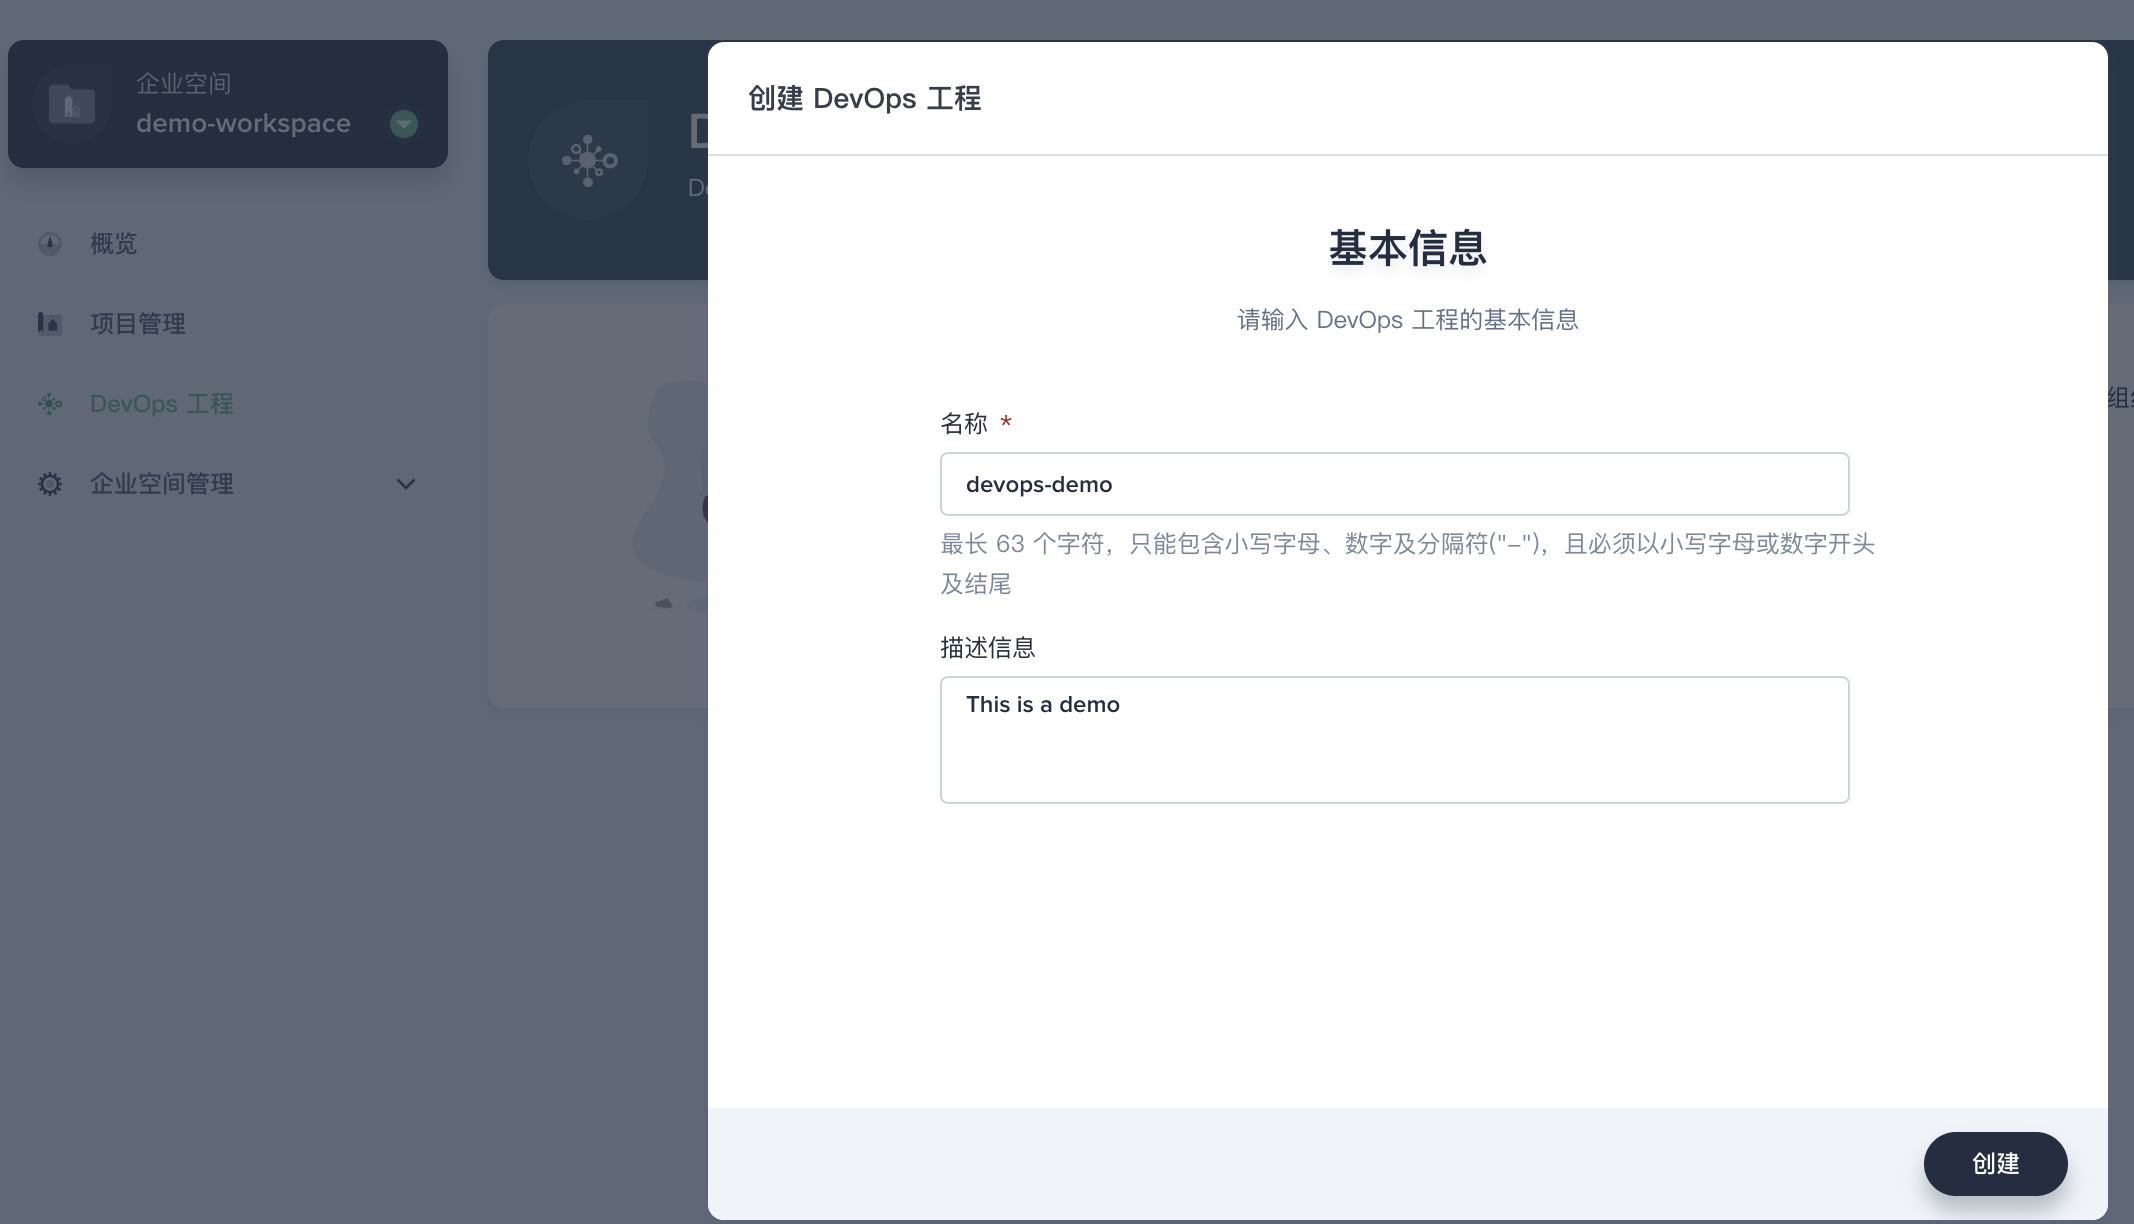 企业空间
demo-workspace
概览
项目管理
DevOps 工程
企业空间管理
创建 DevOps 工程
基本信息
请输入 DevOps 工程的基本信息
名称 *
devops-demo
最长 63 个字符，只能包含小写字母、数字及分隔符("-")，且必须以小写字母或数字开头
及结尾
描述信息
This is a demo
创建